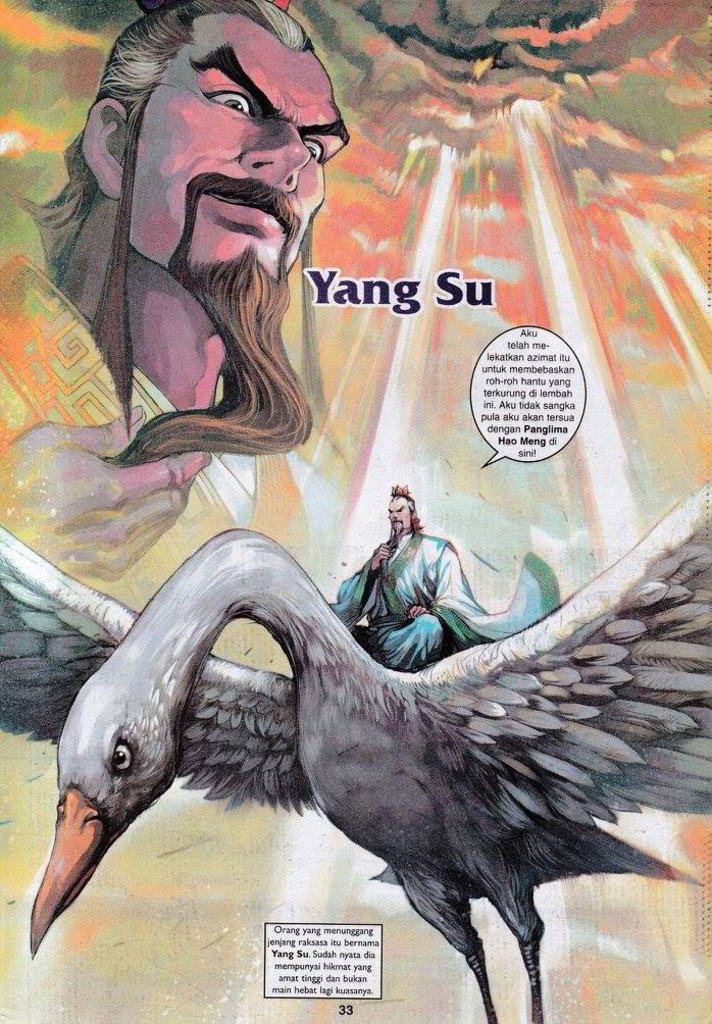 Yang Su
Aku
telah me-
lekatkan azimat itu
untuk membebaskan
roh-roh hantu yang
terkurung di lembah
ini. Aku tidak sangka
pula aku akan tersua
dengan Panglima
Hao Meng di
sini!
Orang yang menunggang
jenjang raksasa itu bernama
Yang Su. Sudah nyata dia
mempunyai hikmat yang
amat tinggi dan bukan
main hebat lagi kuasanya.
33